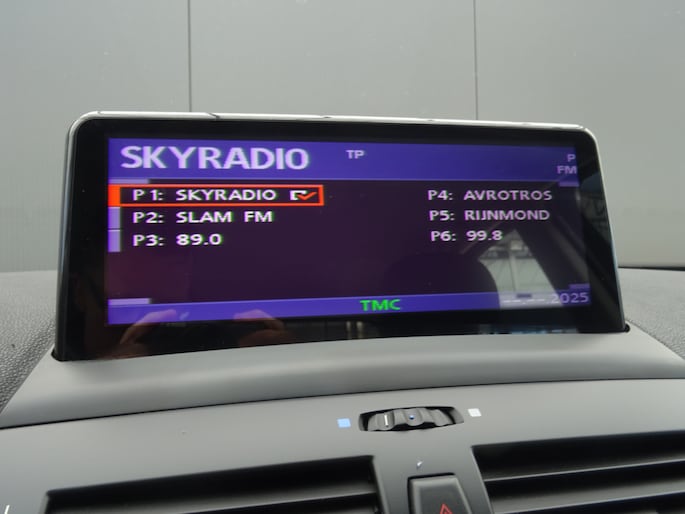 SKYRADIO TP P
FM
P1: SKYRADIO
P2: SLAM FM
P3: 89.0
P4: AVROTROS
P5: RIJNMOND
P6: 99.8
TMC --.--.2025